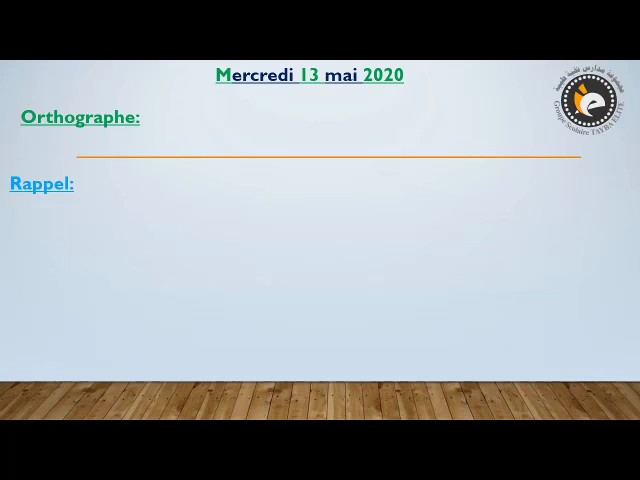 Mercredi 13 mai 2020
Orthographe:
Groupe Scolaire TAYBA ELITE
Rappel: